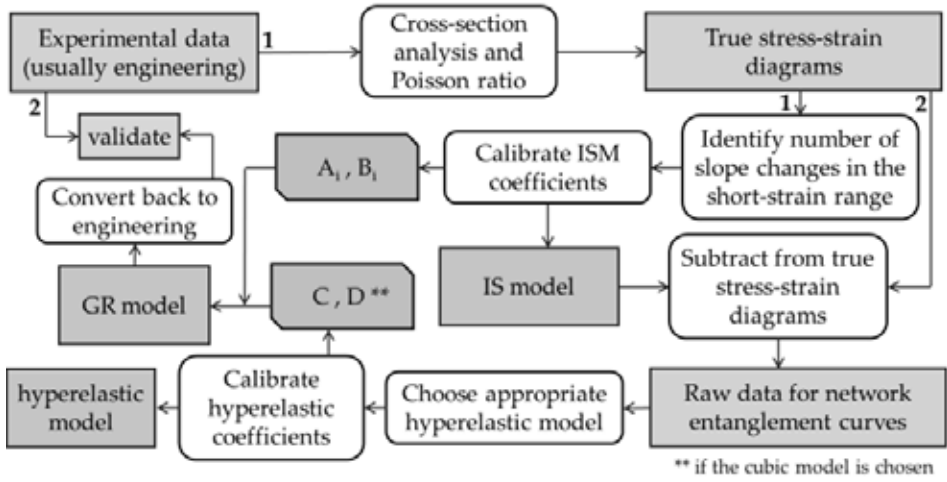 Experimental data
(usually engineering)
1
Cross-section
analysis and
Poisson ratio
True stress-strain
diagrams
2
validate
1
2
Identify number of
slope changes in the
short-strain range
Calibrate ISM
coefficients
Aᵢ , Bᵢ
Convert back to
engineering
GR model
C , D **
IS model
Subtract from true
stress-strain
diagrams
hyperelastic
model
Calibrate
hyperelastic
coefficients
Choose appropriate
hyperelastic model
Raw data for network
entanglement curves
** if the cubic model is chosen